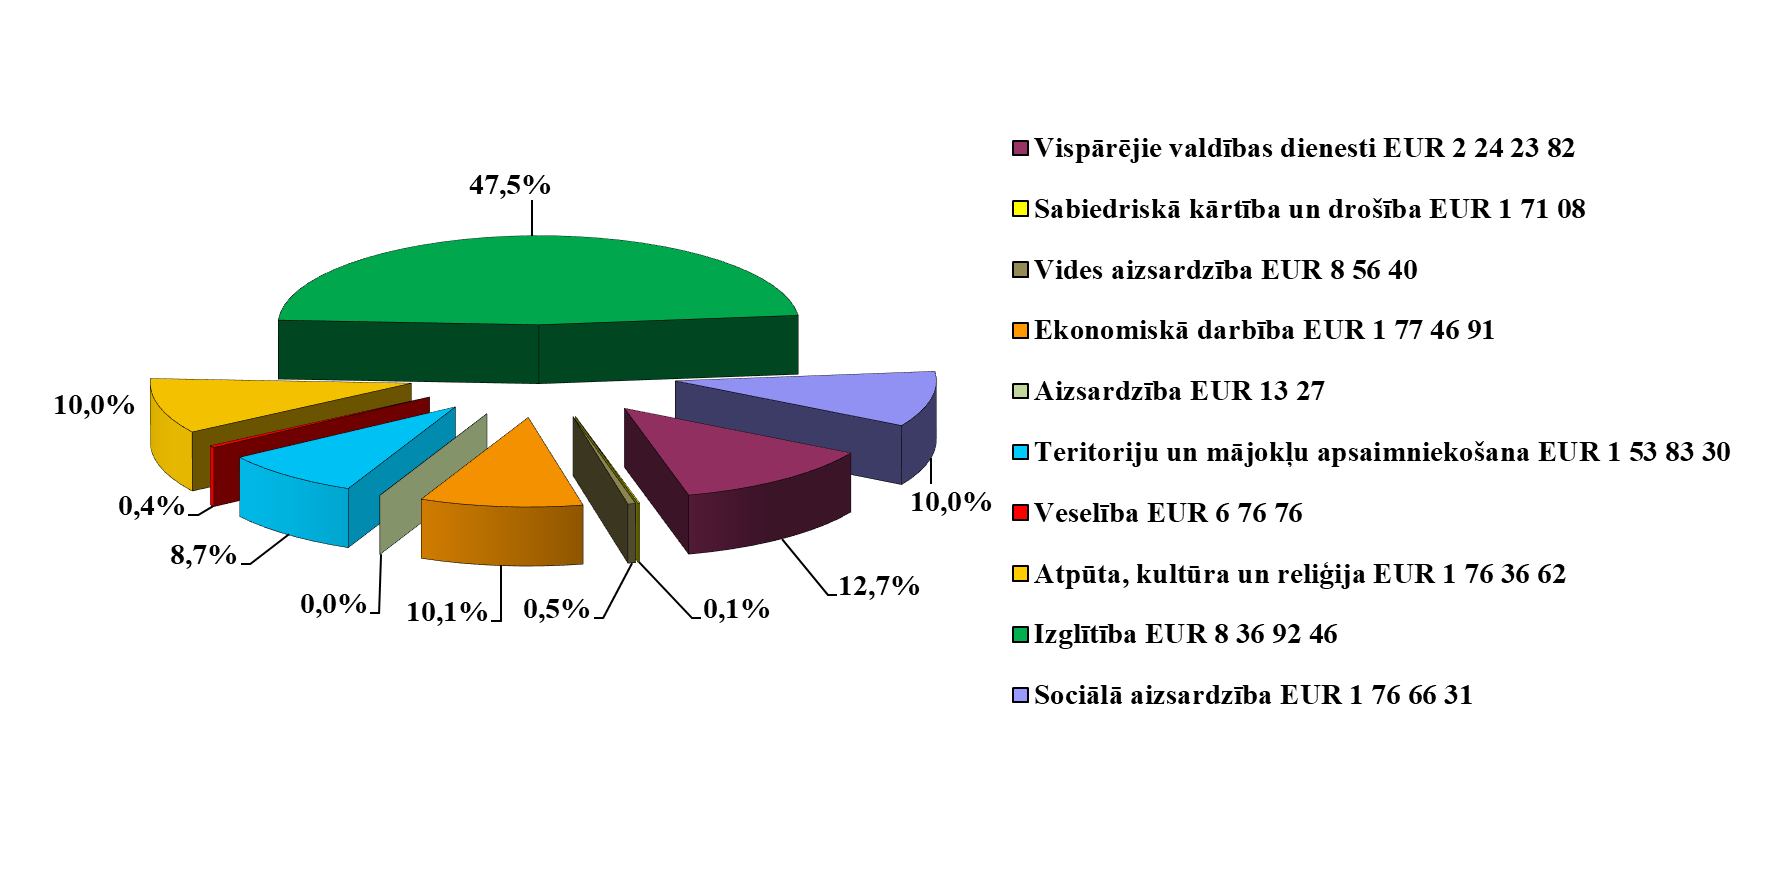 47,5%
10,0%
0,4%
8,7%
0,0%
10,1%
0,5%
0,1%
12,7%
10,0%
Vispārējie valdības dienesti EUR 2 24 23 82
Sabiedriskā kārtība un drošība EUR 1 71 08
Vides aizsardzība EUR 8 56 40
Ekonomiskā darbība EUR 1 77 46 91
Aizsardzība EUR 13 27
Teritoriju un mājokļu apsaimniekošana EUR 1 53 83 30
Veselība EUR 6 76 76
Atpūta, kultūra un reliģija EUR 1 76 36 62
Izglītība EUR 8 36 92 46
Sociālā aizsardzība EUR 1 76 66 31